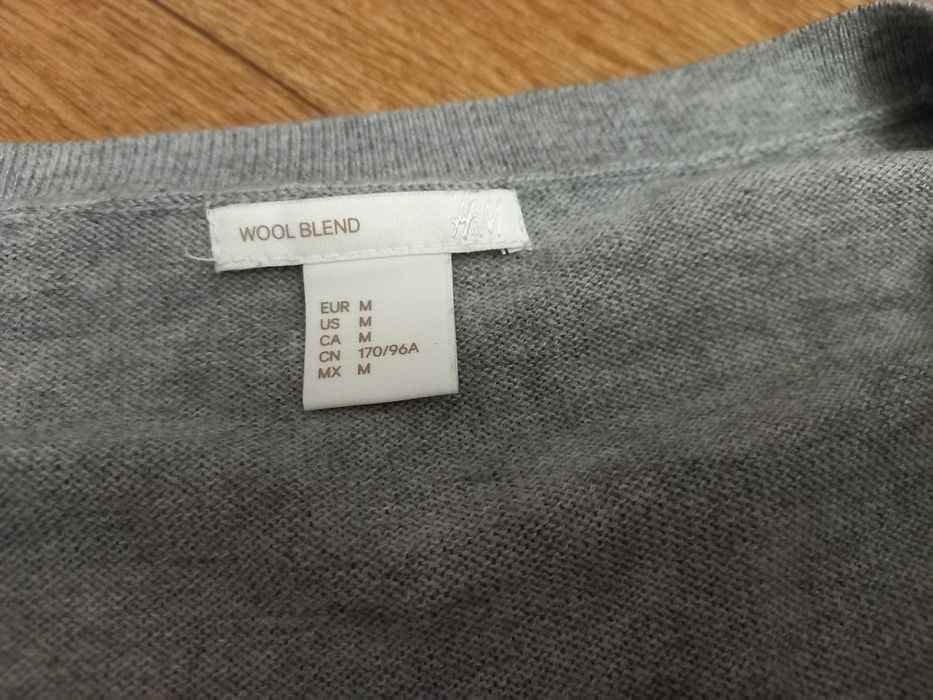 WOOL BLEND H&M
EUR M
US M
CA M
CN 170/96A
MX M